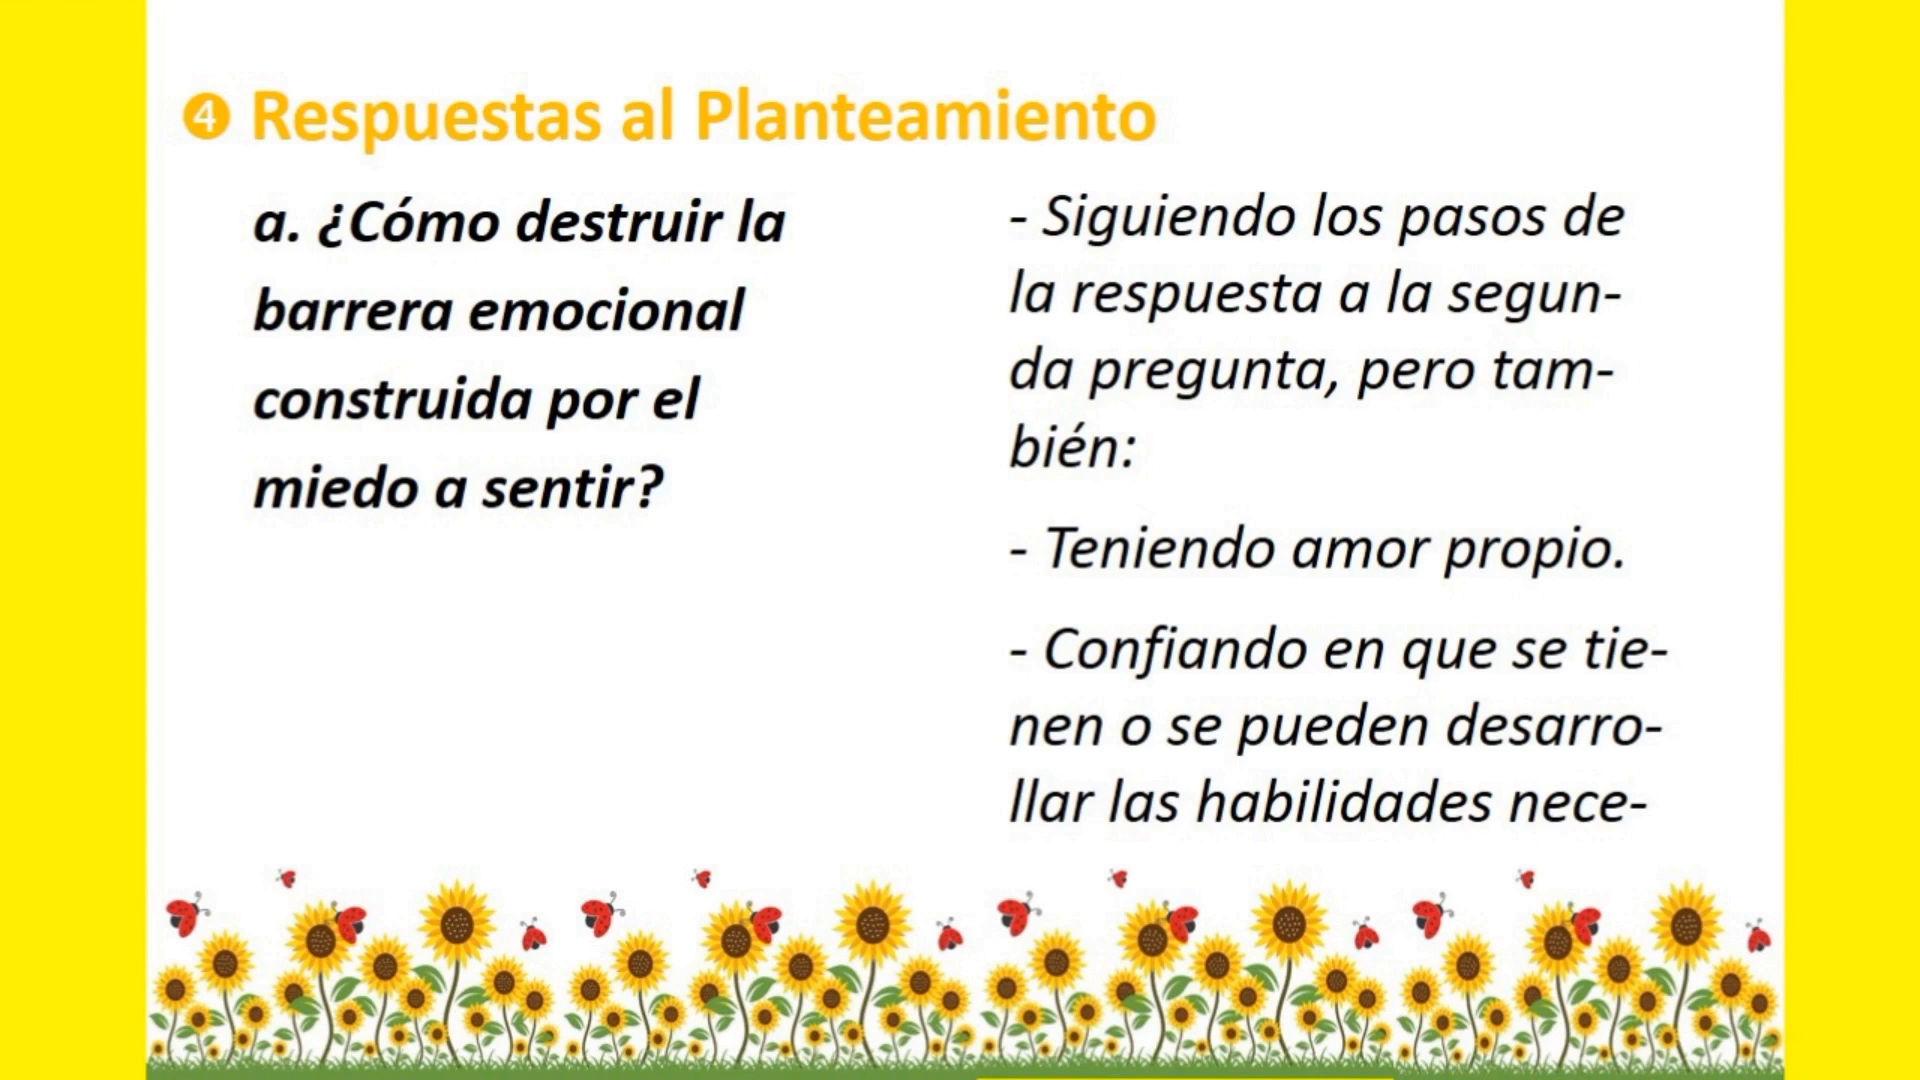 ❹ Respuestas al Planteamiento
a. ¿Cómo destruir la
barrera emocional
construida por el
miedo a sentir?
- Siguiendo los pasos de
la respuesta a la segun-
da pregunta, pero tam-
bién:
- Teniendo amor propio.
- Confiando en que se tie-
nen o se pueden desarro-
llar las habilidades nece-